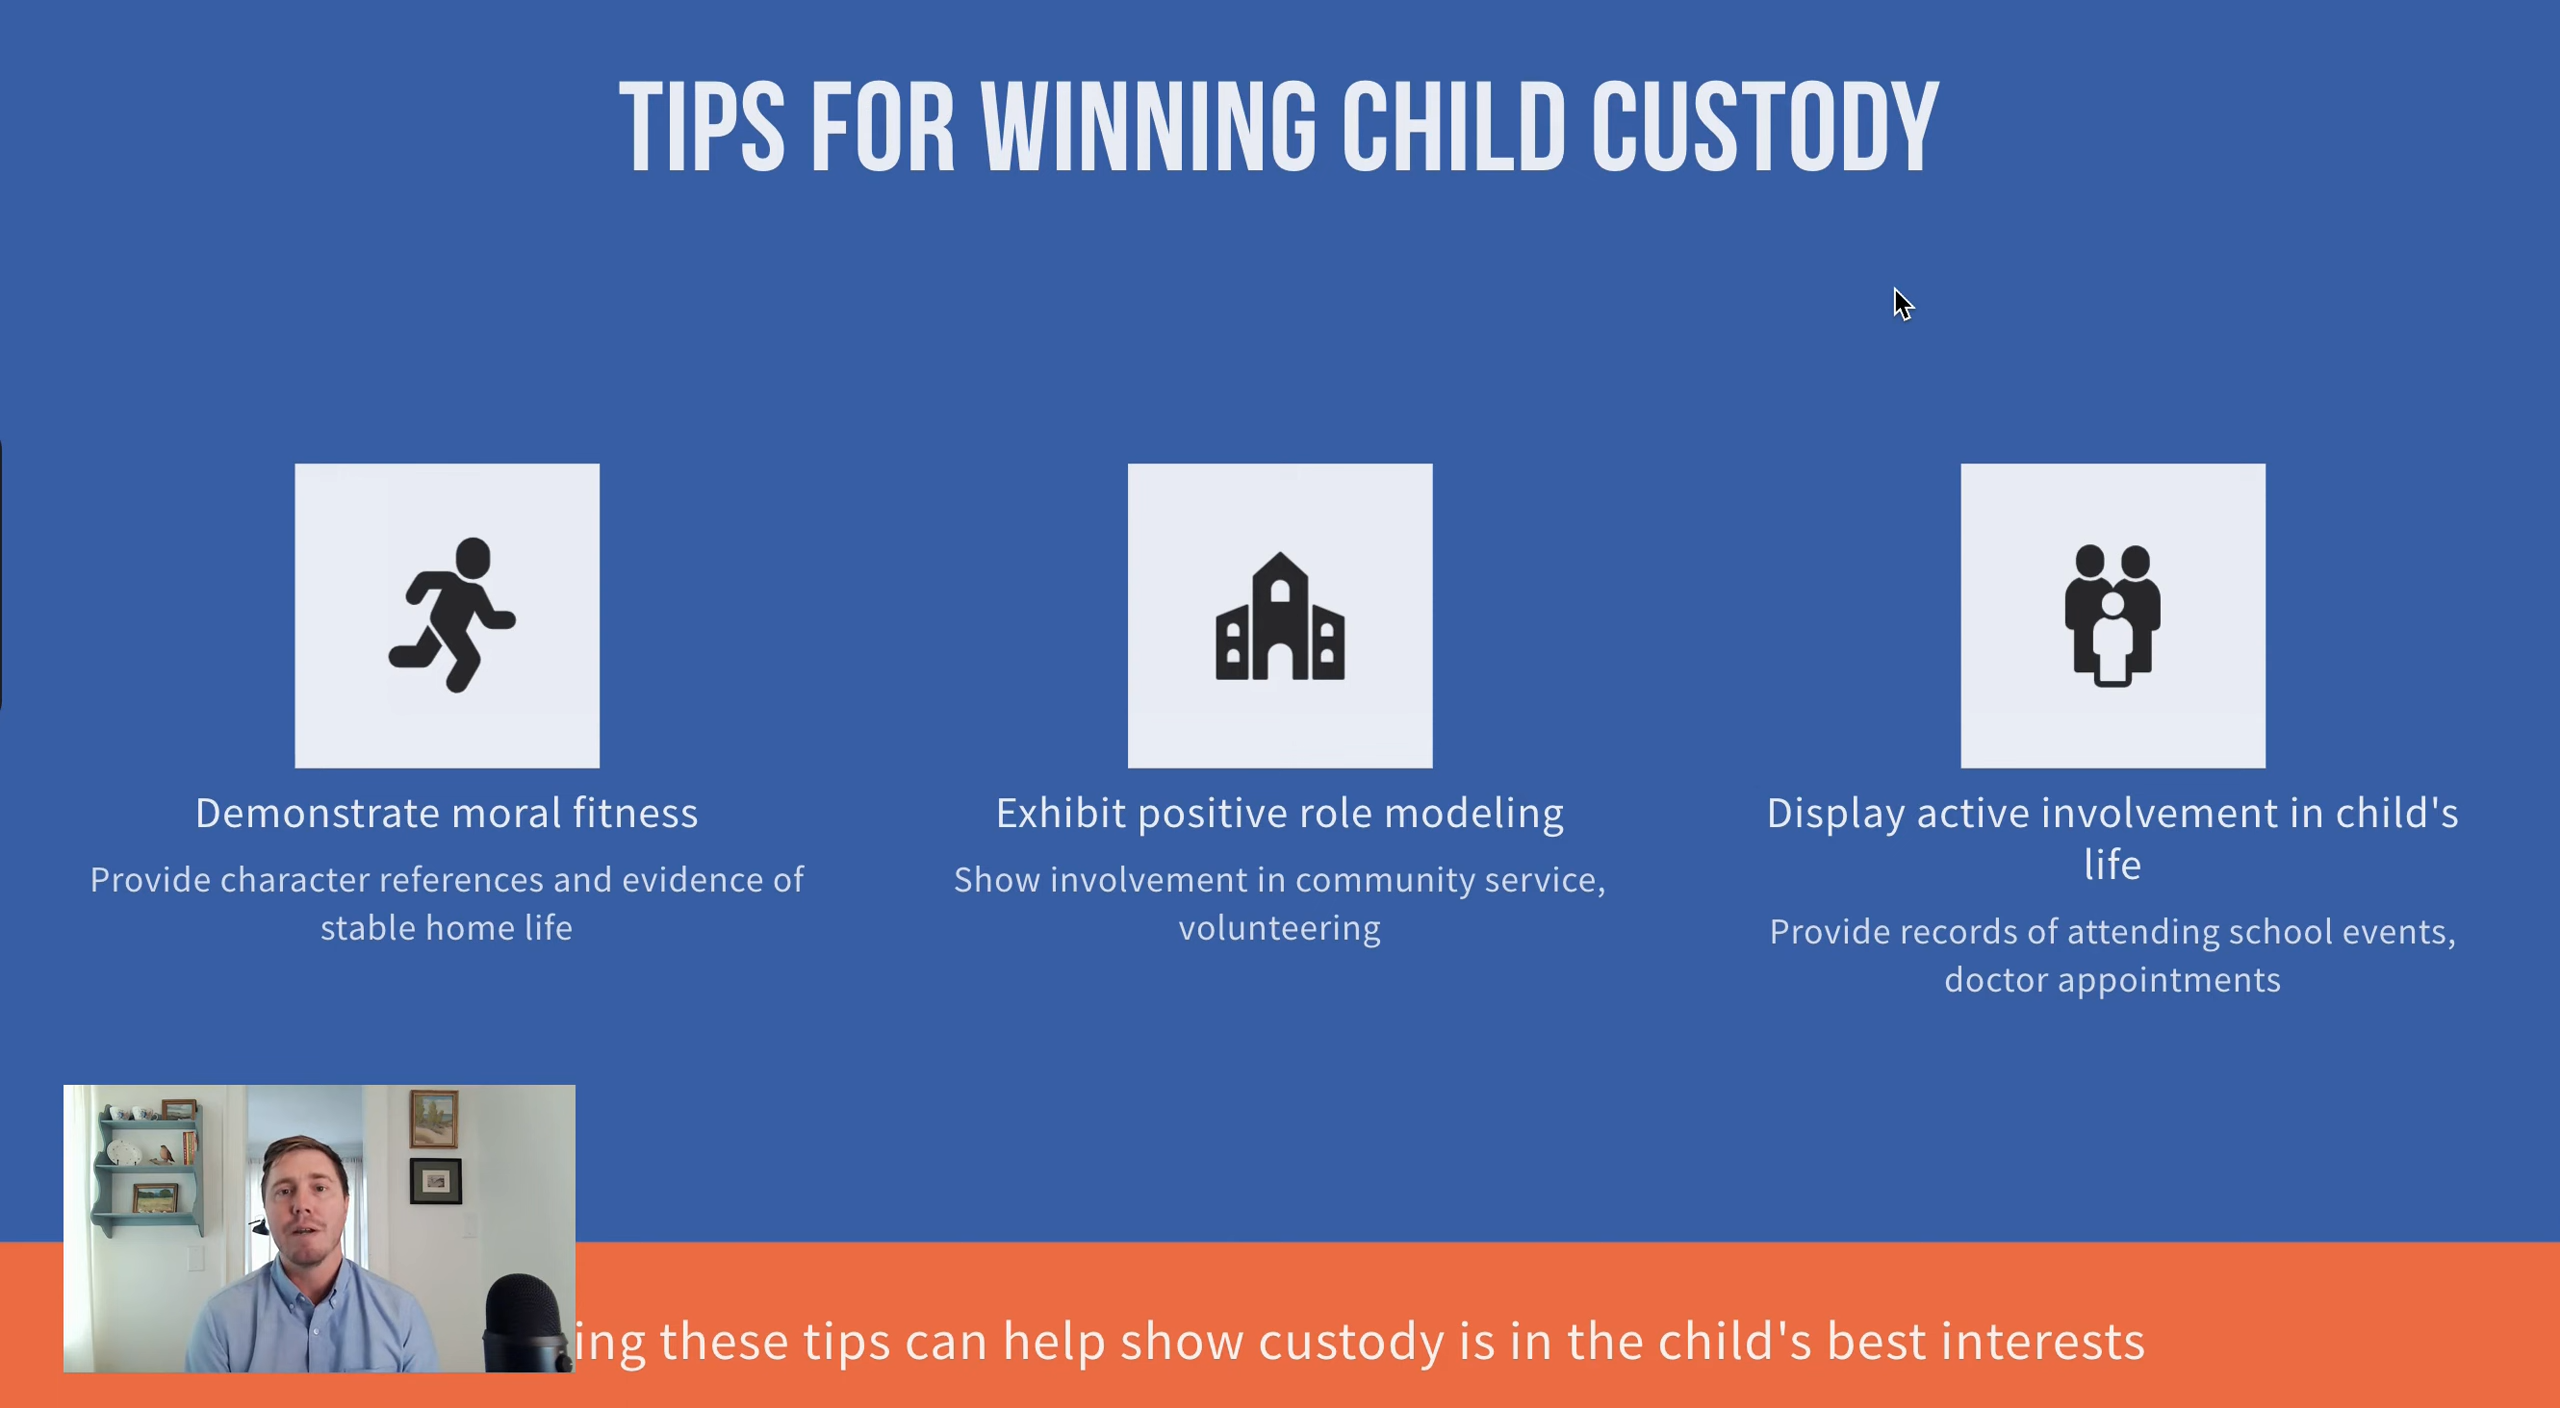 TIPS FOR WINNING CHILD CUSTODY
Demonstrate moral fitness
Provide character references and evidence of
stable home life
Exhibit positive role modeling
Show involvement in community service,
volunteering
Display active involvement in child's
life
Provide records of attending school events,
doctor appointments
ing these tips can help show custody is in the child's best interests